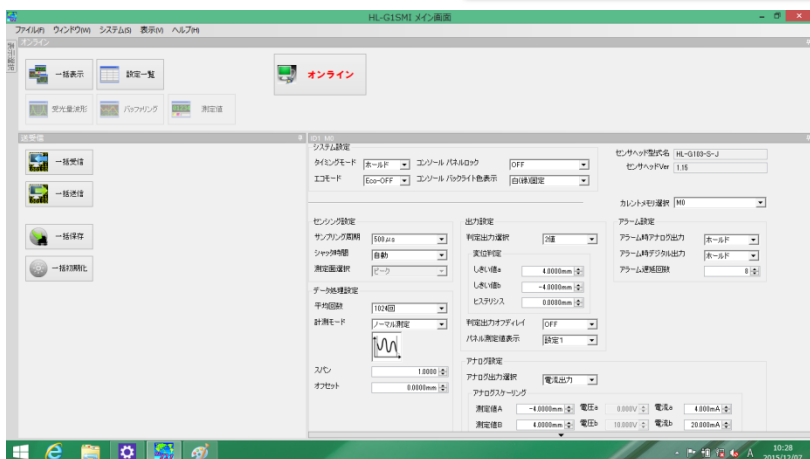 HL-G1SMI メイン画面
ファイル(F) ウィンドウ(W) システム(S) 表示(V) ヘルプ(H)
オンライン
一括表示 設定一覧 オンライン
受光量波形 バッファリング 測定値
送受信
一括受信
一括送信
一括保存
一括初期化
ID1 M0
システム設定
タイミングモード ホールド コンソール パネルロック OFF
エコモード Eco-OFF コンソール バックライト色表示 白(緑)固定
センサヘッド型式名 HL-G103-S-J
センサヘッドVer 1.15
カレントメモリ選択 M0
センシング設定
サンプリング周期 500μs
シャッタ時間 自動
測定面選択 ピーク
データ処理設定
平均回数 1024回
計測モード ノーマル測定
スパン 1.0000
オフセット 0.0000mm
出力設定
判定出力選択 2値
変位判定
しきい値a 4.0000mm
しきい値b -4.0000mm
ヒステリシス 0.0080mm
判定出力オフディレイ OFF
パネル測定値表示 設定1
アナログ設定
アナログ出力選択 電流出力
アナログスケーリング
測定値A -4.0000mm 電圧a 0.000V 電流a 4.000mA
測定値B 4.0000mm 電圧b 10.000V 電流b 20.000mA
アラーム設定
アラーム時アナログ出力 ホールド
アラーム時デジタル出力 ホールド
アラーム遅延回数 8
A 10:28
2015/12/02